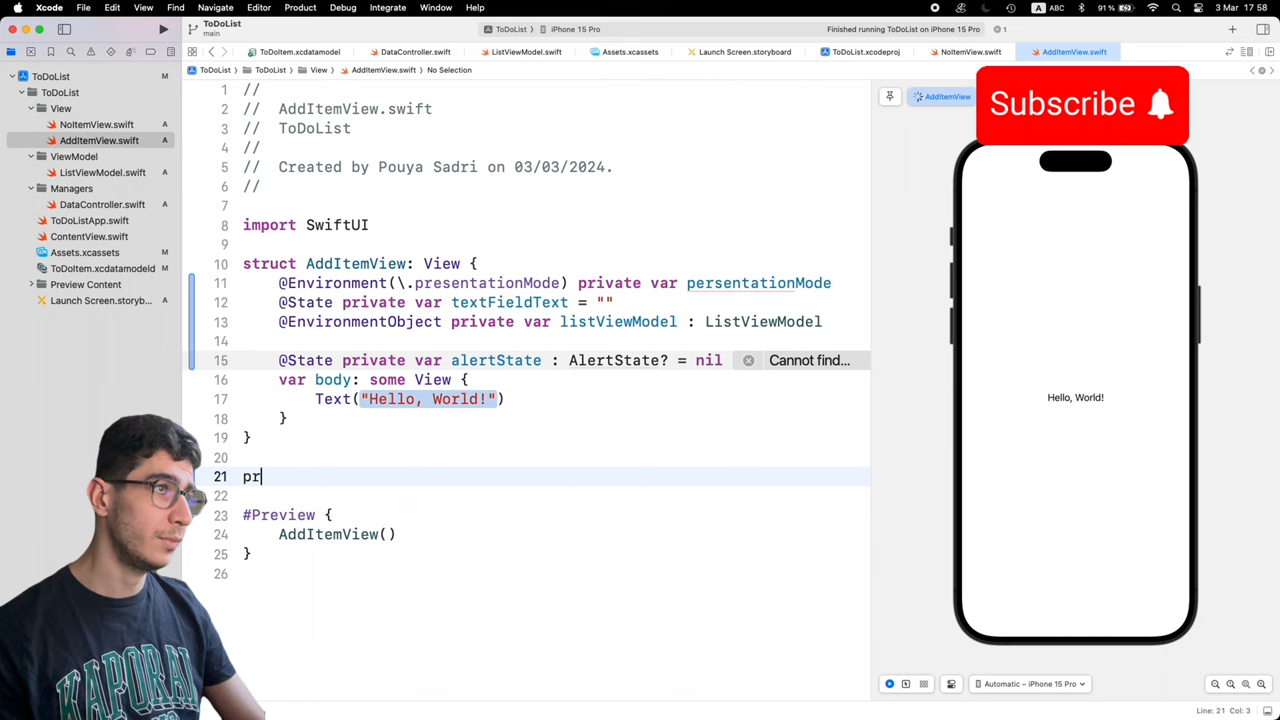 Xcode File Edit View Find Navigate Editor Product Debug Integrate Window Help
A ABC 91 % 3 Mar 17:58
ToDoList
main
ToDoList 〉 iPhone 15 Pro
Finished running ToDoList on iPhone 15 Pro 1
ToDoItem.xcdatamodel DataController.swift ListViewModel.swift Assets.xcassets Launch Screen.storyboard ToDoList.xcodeproj NoItemView.swift AddItemView.swift
ToDoList 〉 ToDoList 〉 View 〉 AddItemView.swift 〉 No Selection
ToDoList M
ToDoList
View
NoItemView.swift A
AddItemView.swift A
ViewModel
ListViewModel.swift A
Managers
DataController.swift A
ToDoListApp.swift A
ContentView.swift A
Assets.xcassets M
ToDoItem.xcdatamodeld A
Preview Content
Launch Screen.storyb... A
1 //
2 // AddItemView.swift
3 // ToDoList
4 //
5 // Created by Pouya Sadri on 03/03/2024.
6 //
7
8 import SwiftUI
9
10 struct AddItemView: View {
11 @Environment(\.presentationMode) private var persentationMode
12 @State private var textFieldText = ""
13 @EnvironmentObject private var listViewModel : ListViewModel
14
15 @State private var alertState : AlertState? = nil Cannot find...
16 var body: some View {
17 Text("Hello, World!")
18 }
19 }
20
21 pr
22
23 #Preview {
24 AddItemView()
25 }
26
AddItemView
Subscribe
Hello, World!
Automatic – iPhone 15 Pro
Line: 21 Col: 3
KAPORAL